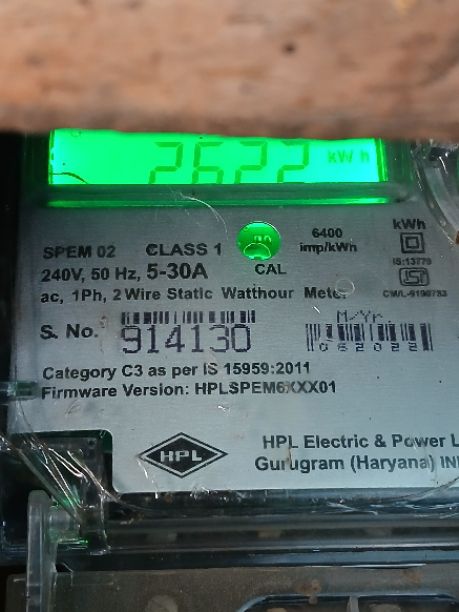 2622 kWh
SPEM 02 CLASS 1
6400 imp/kWh
kWh
240V, 50 Hz, 5-30A
CAL
IS:13779
ac, 1Ph, 2 Wire Static Watthour Meter
CM/L-9190733
S. No. 914130
M/Yr
062022
Category C3 as per IS 15959:2011
Firmware Version: HPLSPEM6XXX01
HPL
HPL Electric & Power L
Gurugram (Haryana) IN